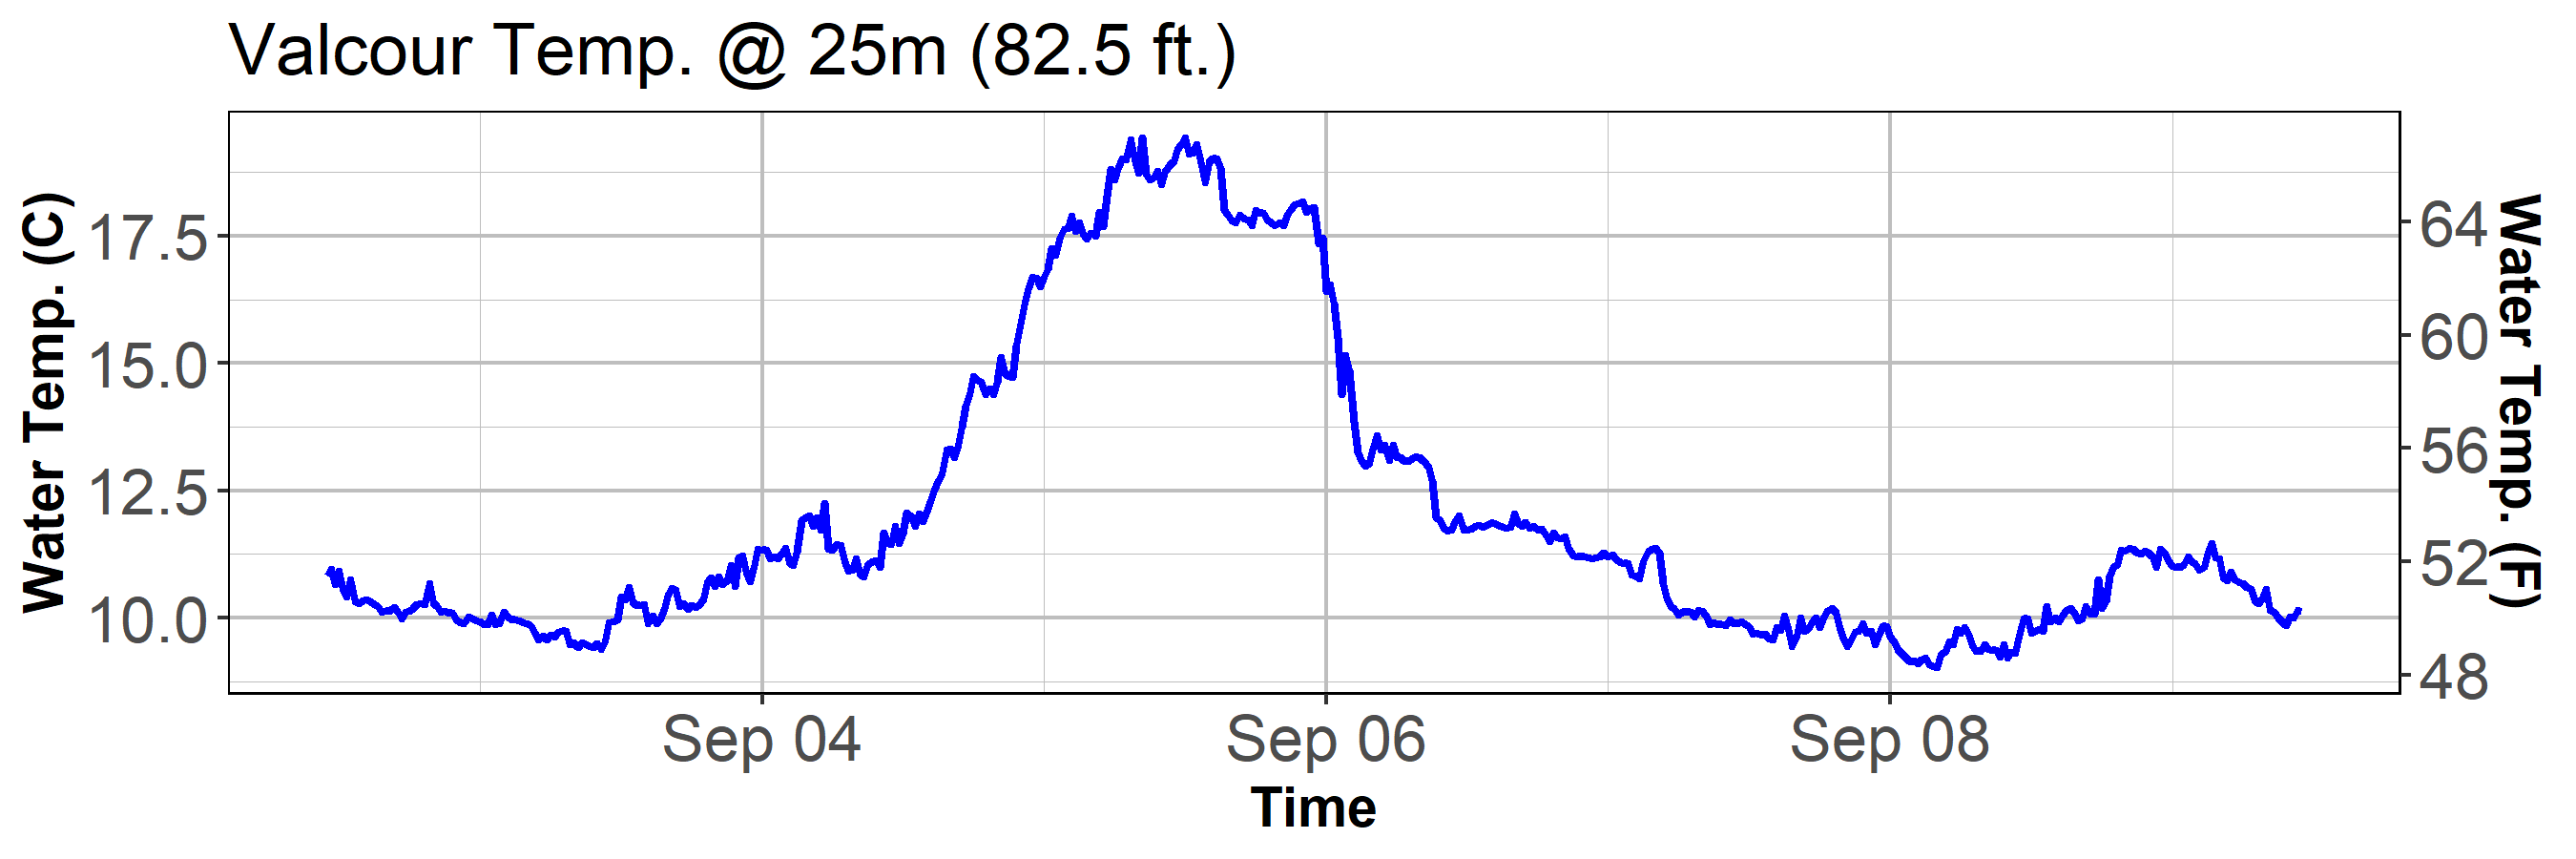 Valcour Temp. @ 25m (82.5 ft.)
Water Temp. (C)
17.5
15.0
12.5
10.0
64
60
56
52
48
Water Temp. (F)
Sep 04 Sep 06 Sep 08
Time